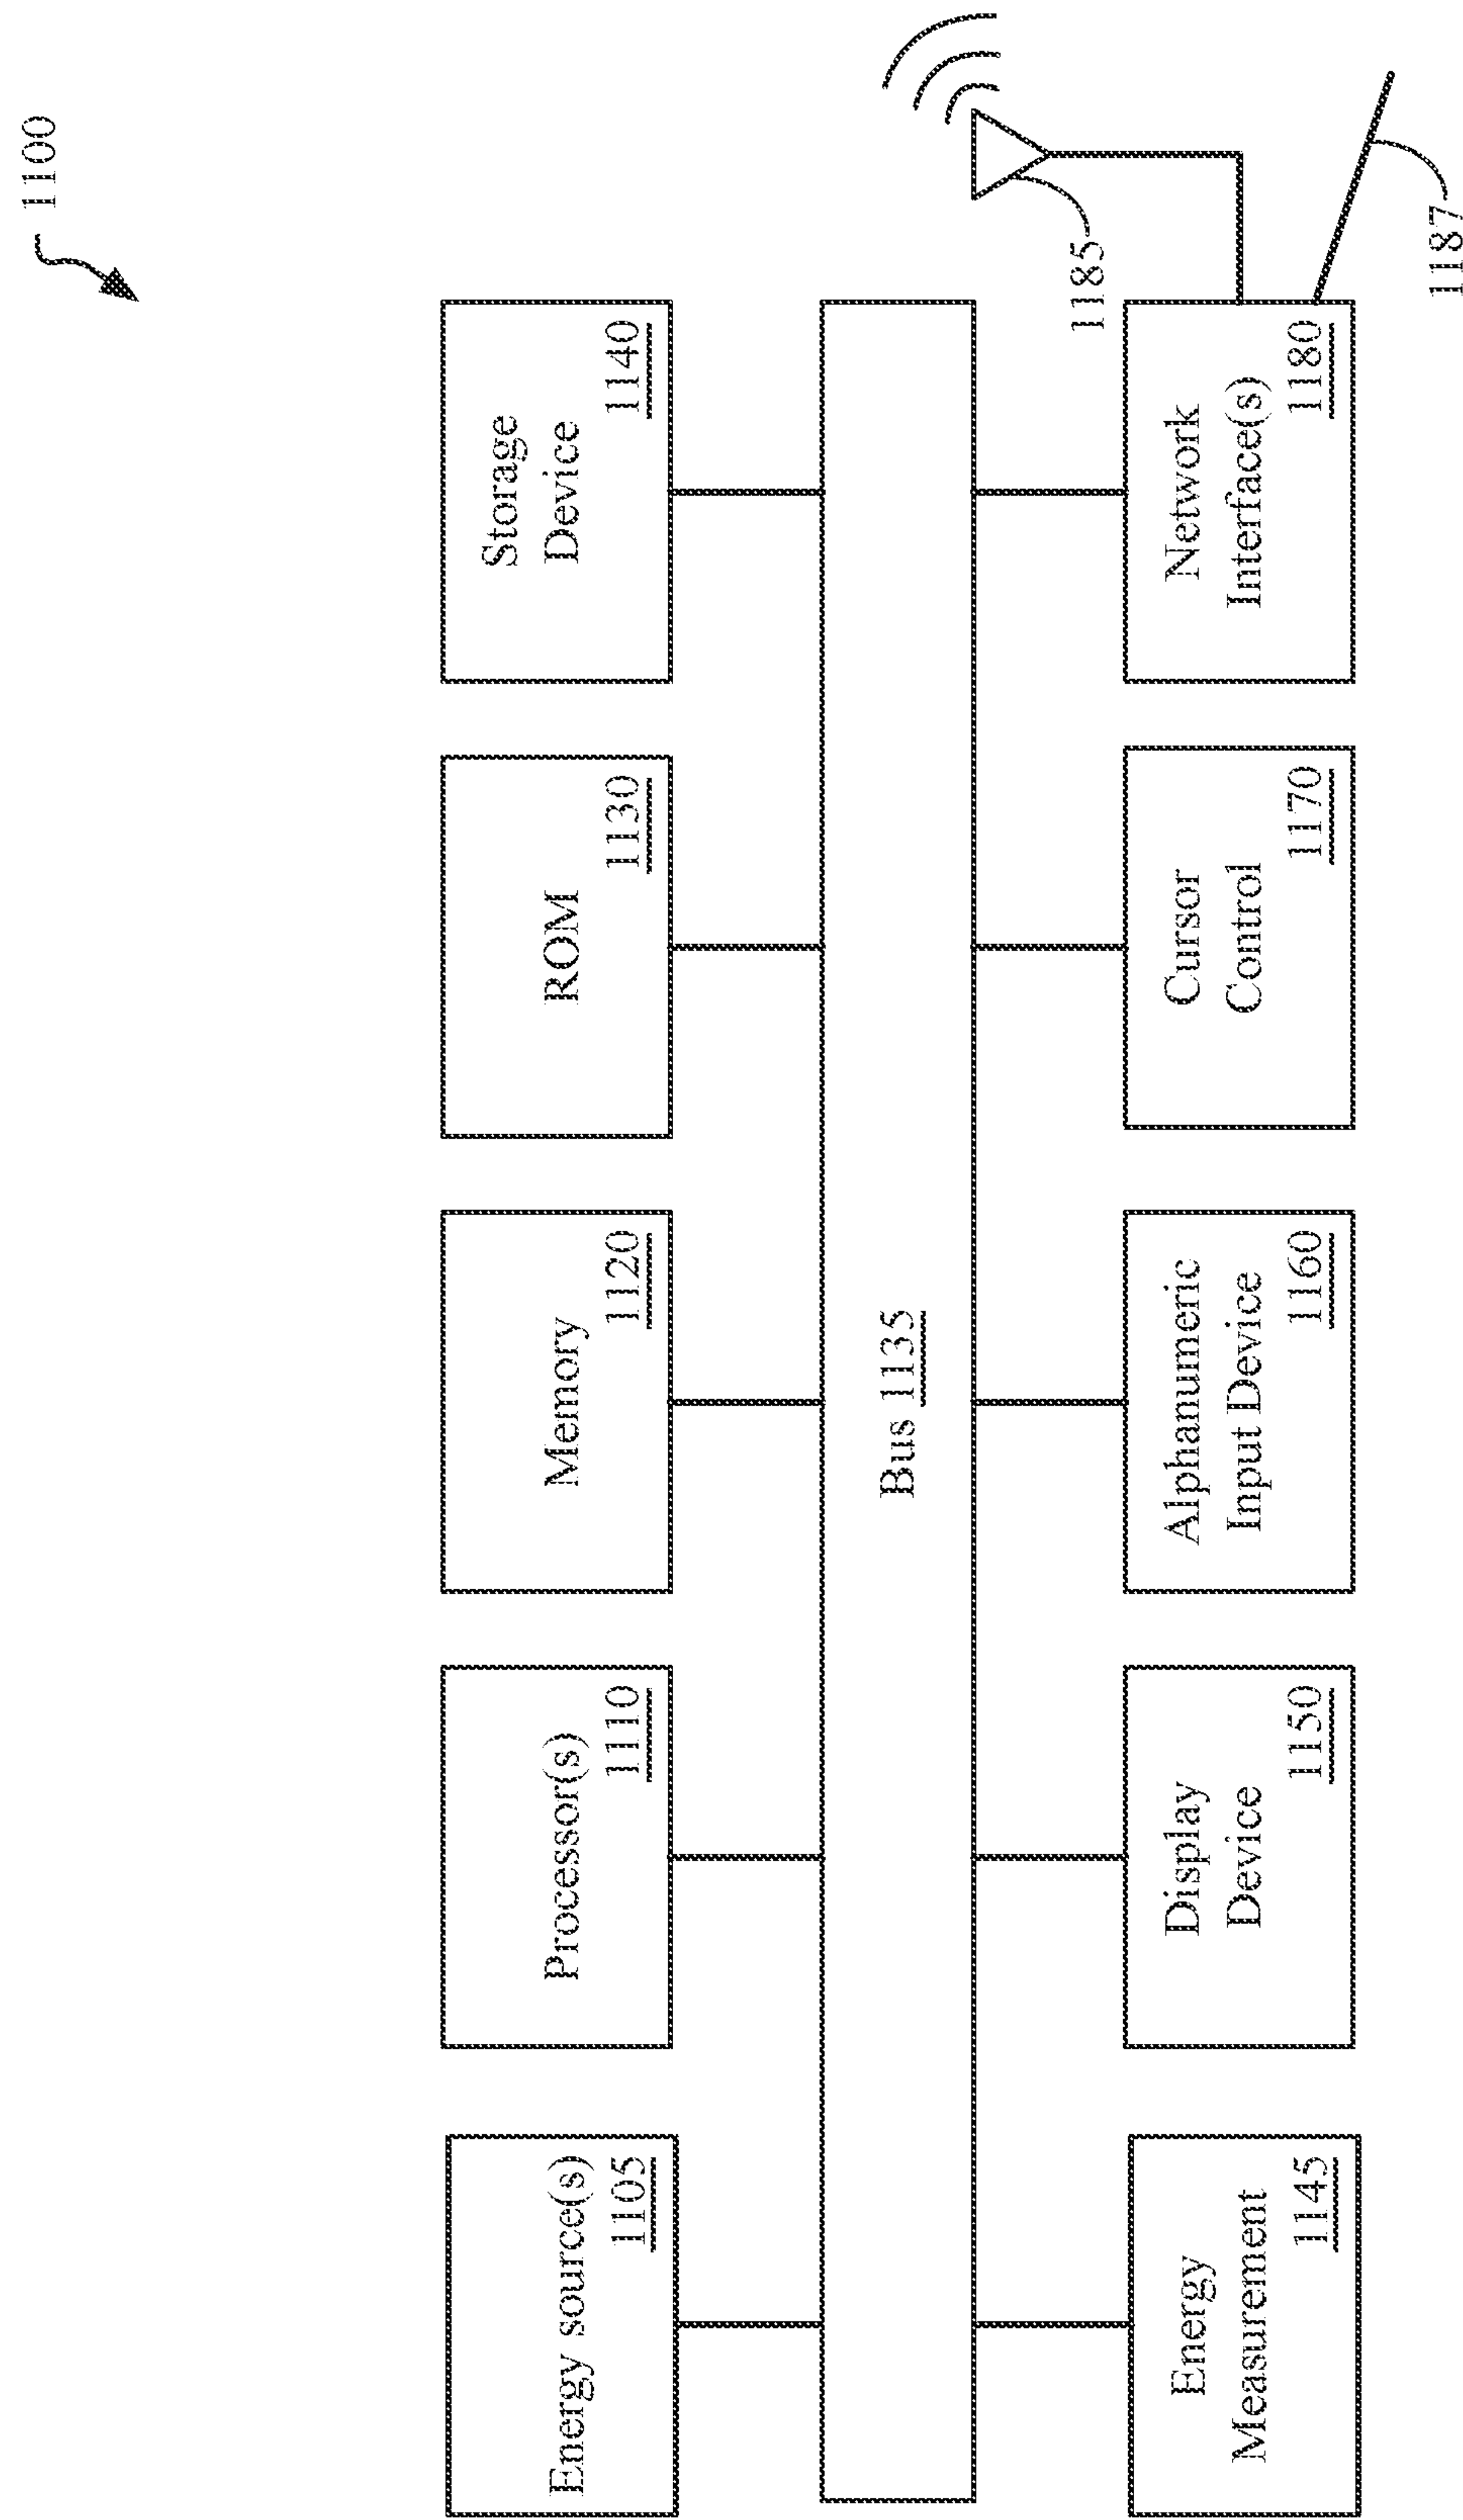 1100
Energy source(s)
1105
Processor(s)
1110
Memory
1120
ROM
1130
Storage
Device
1140
Bus 1135
Energy
Measurement
1145
Display
Device
1150
Alphanumeric
Input Device
1160
Cursor
Control
1170
Network
Interface(s)
1180
1185
1187